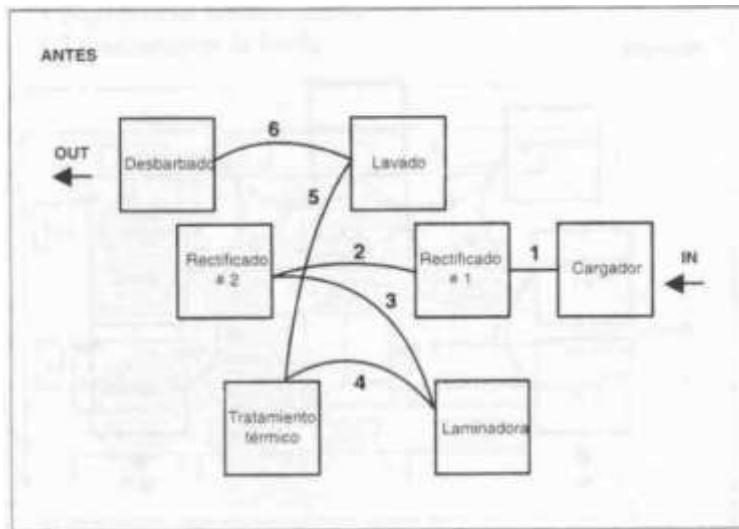 ANTES
6
OUT
Desbarbado
Lavado
5
Rectificado
# 2
2
Rectificado
# 1
1
Cargador
IN
3
4
Tratamiento
térmico
Laminadora